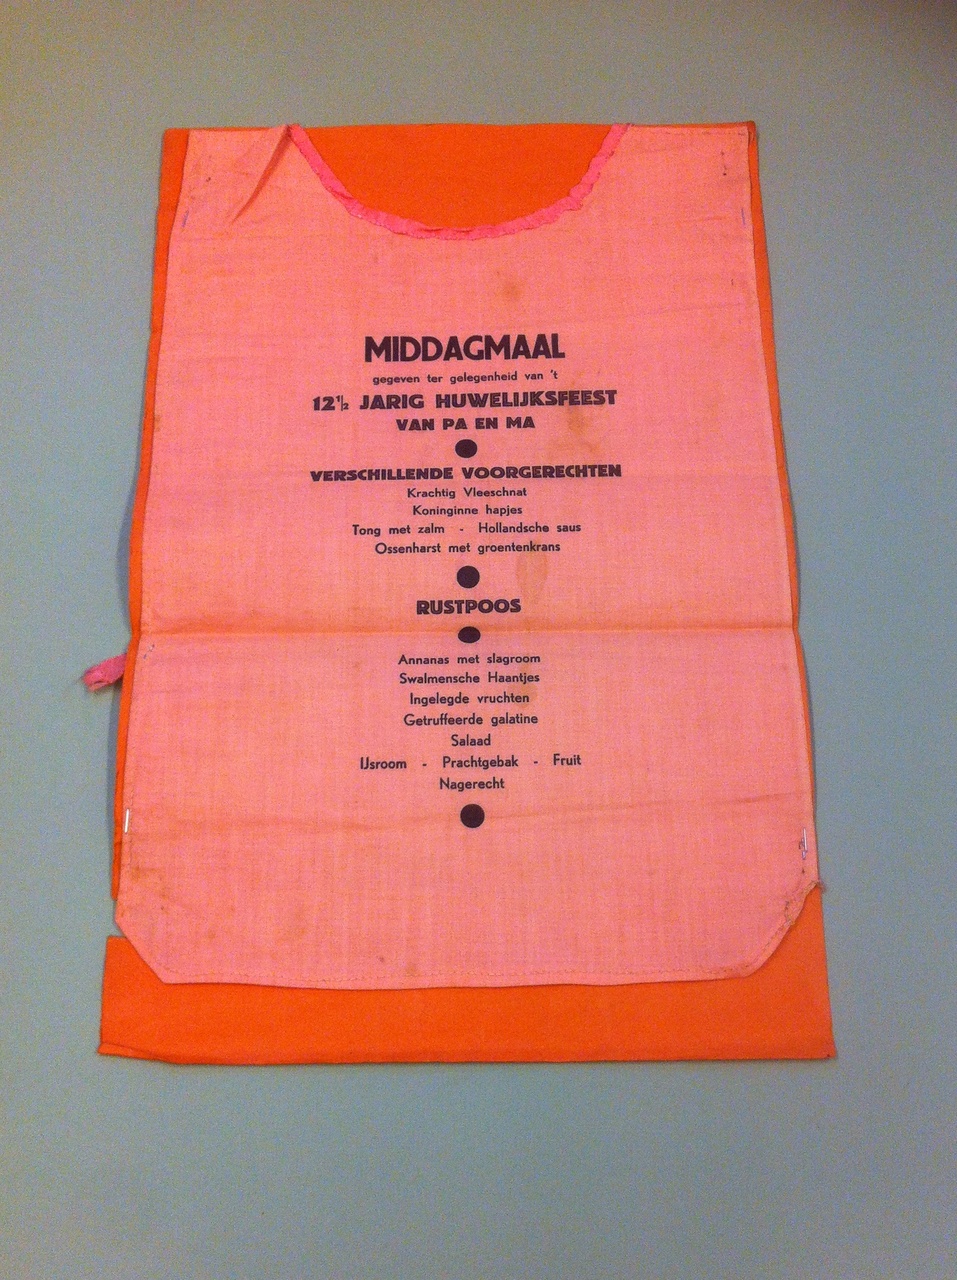 MIDDAGMAAL
gegeven ter gelegenheid van 't
12½ JARIG HUWELIJKSFEEST
VAN PA EN MA
VERSCHILLENDE VOORGERECHTEN
Krachtig Vleeschnat
Koninginne hapjes
Tong met zalm - Hollandsche saus
Ossenharst met groentenkrans
RUSTPOOS
Annanas met slagroom
Swalmensche Haantjes
Ingelegde vruchten
Getruffeerde galatine
Salaad
IJsroom - Prachtgebak - Fruit
Nagerecht